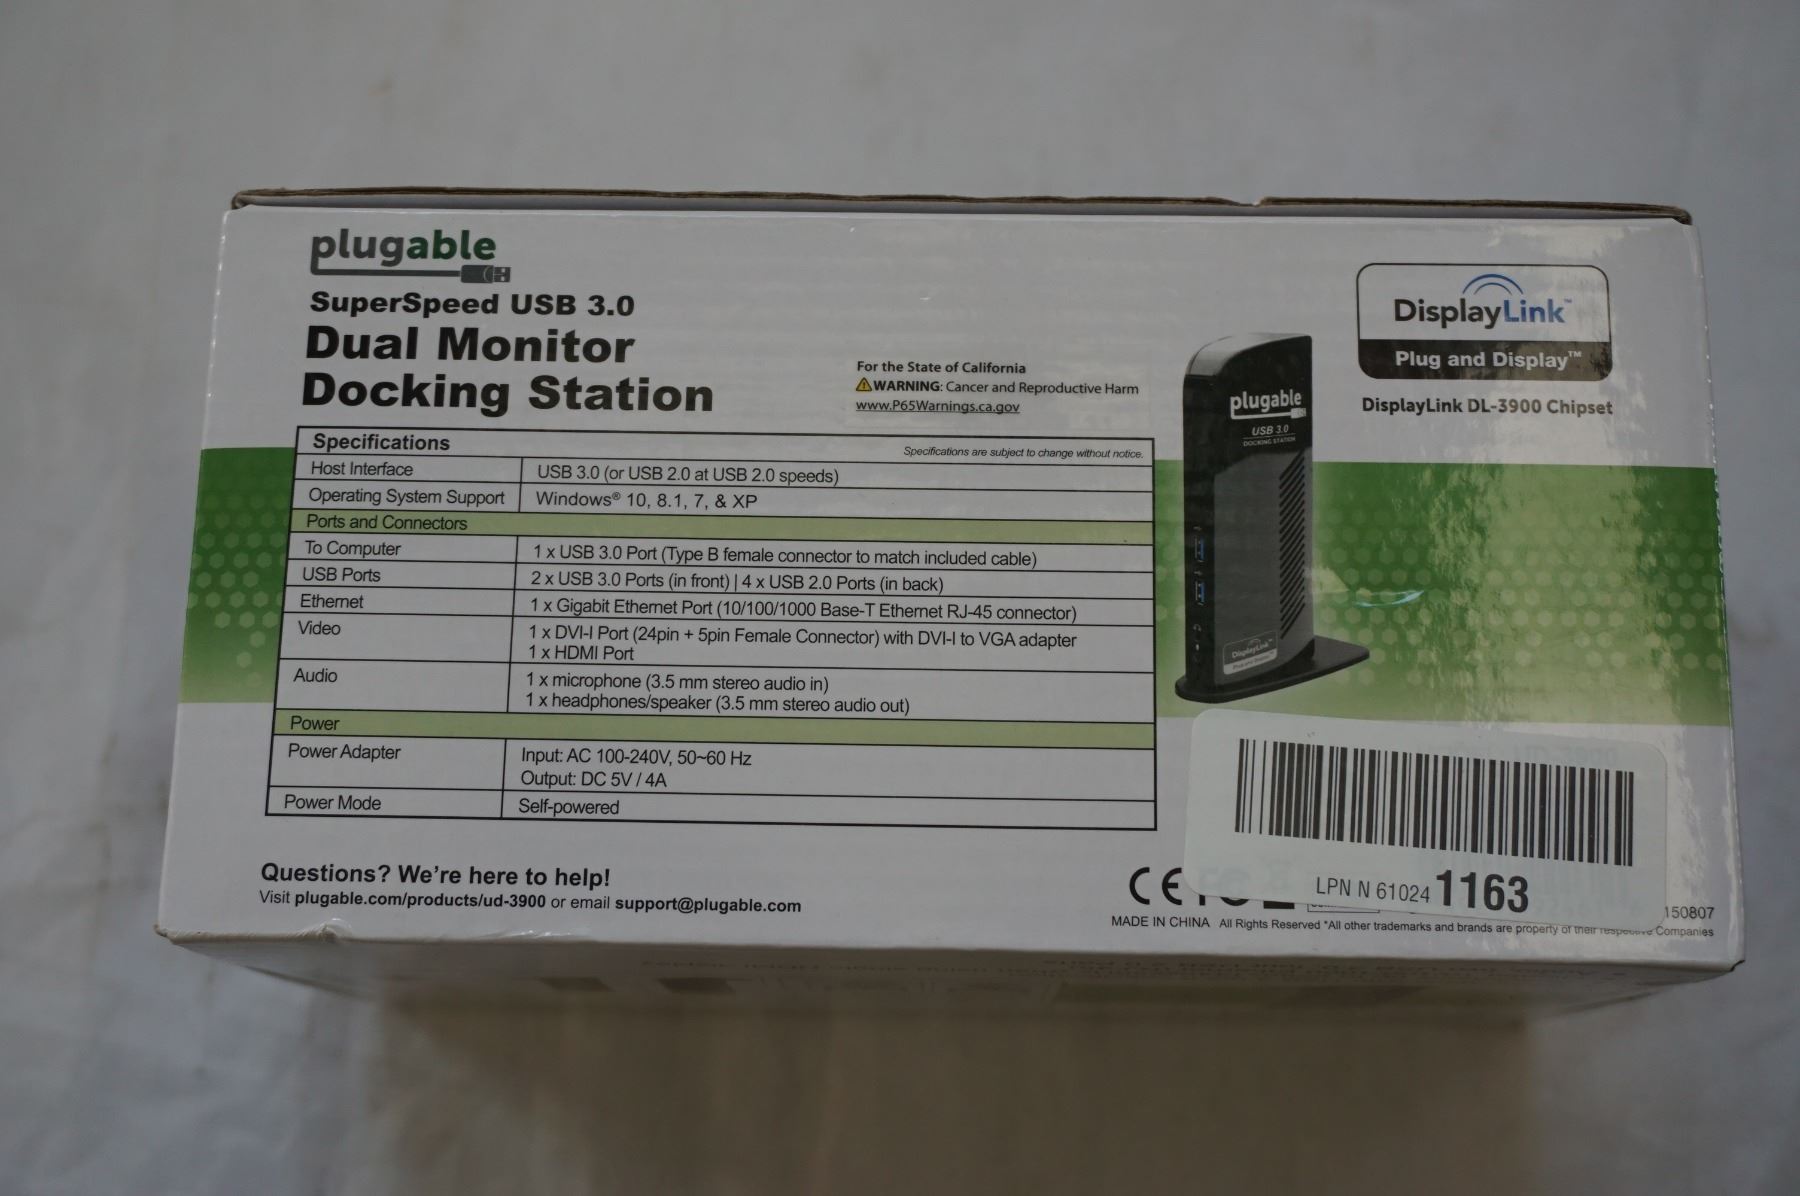 plugable
SuperSpeed USB 3.0
Dual Monitor
Docking Station
For the State of California
WARNING: Cancer and Reproductive Harm
www.P65Warnings.ca.gov
DisplayLink™
Plug and Display™
DisplayLink DL-3900 Chipset
plugable
USB 3.0
DOCKING STATION
DisplayLink™
Plug and Display™
Specifications
Specifications are subject to change without notice.
Host Interface USB 3.0 (or USB 2.0 at USB 2.0 speeds)
Operating System Support Windows® 10, 8.1, 7, & XP
Ports and Connectors
To Computer 1 x USB 3.0 Port (Type B female connector to match included cable)
USB Ports 2 x USB 3.0 Ports (in front) | 4 x USB 2.0 Ports (in back)
Ethernet 1 x Gigabit Ethernet Port (10/100/1000 Base-T Ethernet RJ-45 connector)
Video 1 x DVI-I Port (24pin + 5pin Female Connector) with DVI-I to VGA adapter
1 x HDMI Port
Audio 1 x microphone (3.5 mm stereo audio in)
1 x headphones/speaker (3.5 mm stereo audio out)
Power
Power Adapter Input: AC 100-240V, 50~60 Hz
Output: DC 5V / 4A
Power Mode Self-powered
Questions? We're here to help!
Visit plugable.com/products/ud-3900 or email support@plugable.com
CE
LPN N 61024 1163
150807
MADE IN CHINA All Rights Reserved *All other trademarks and brands are property of their respective Companies